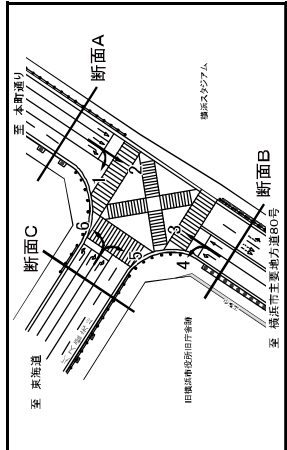 断面A
至 本町通り
横浜スタジアム
1
2
6
断面C
5
3
4
断面B
至 横浜市主要地方道80号
至 東海道
旧横浜市役所旧庁舎跡